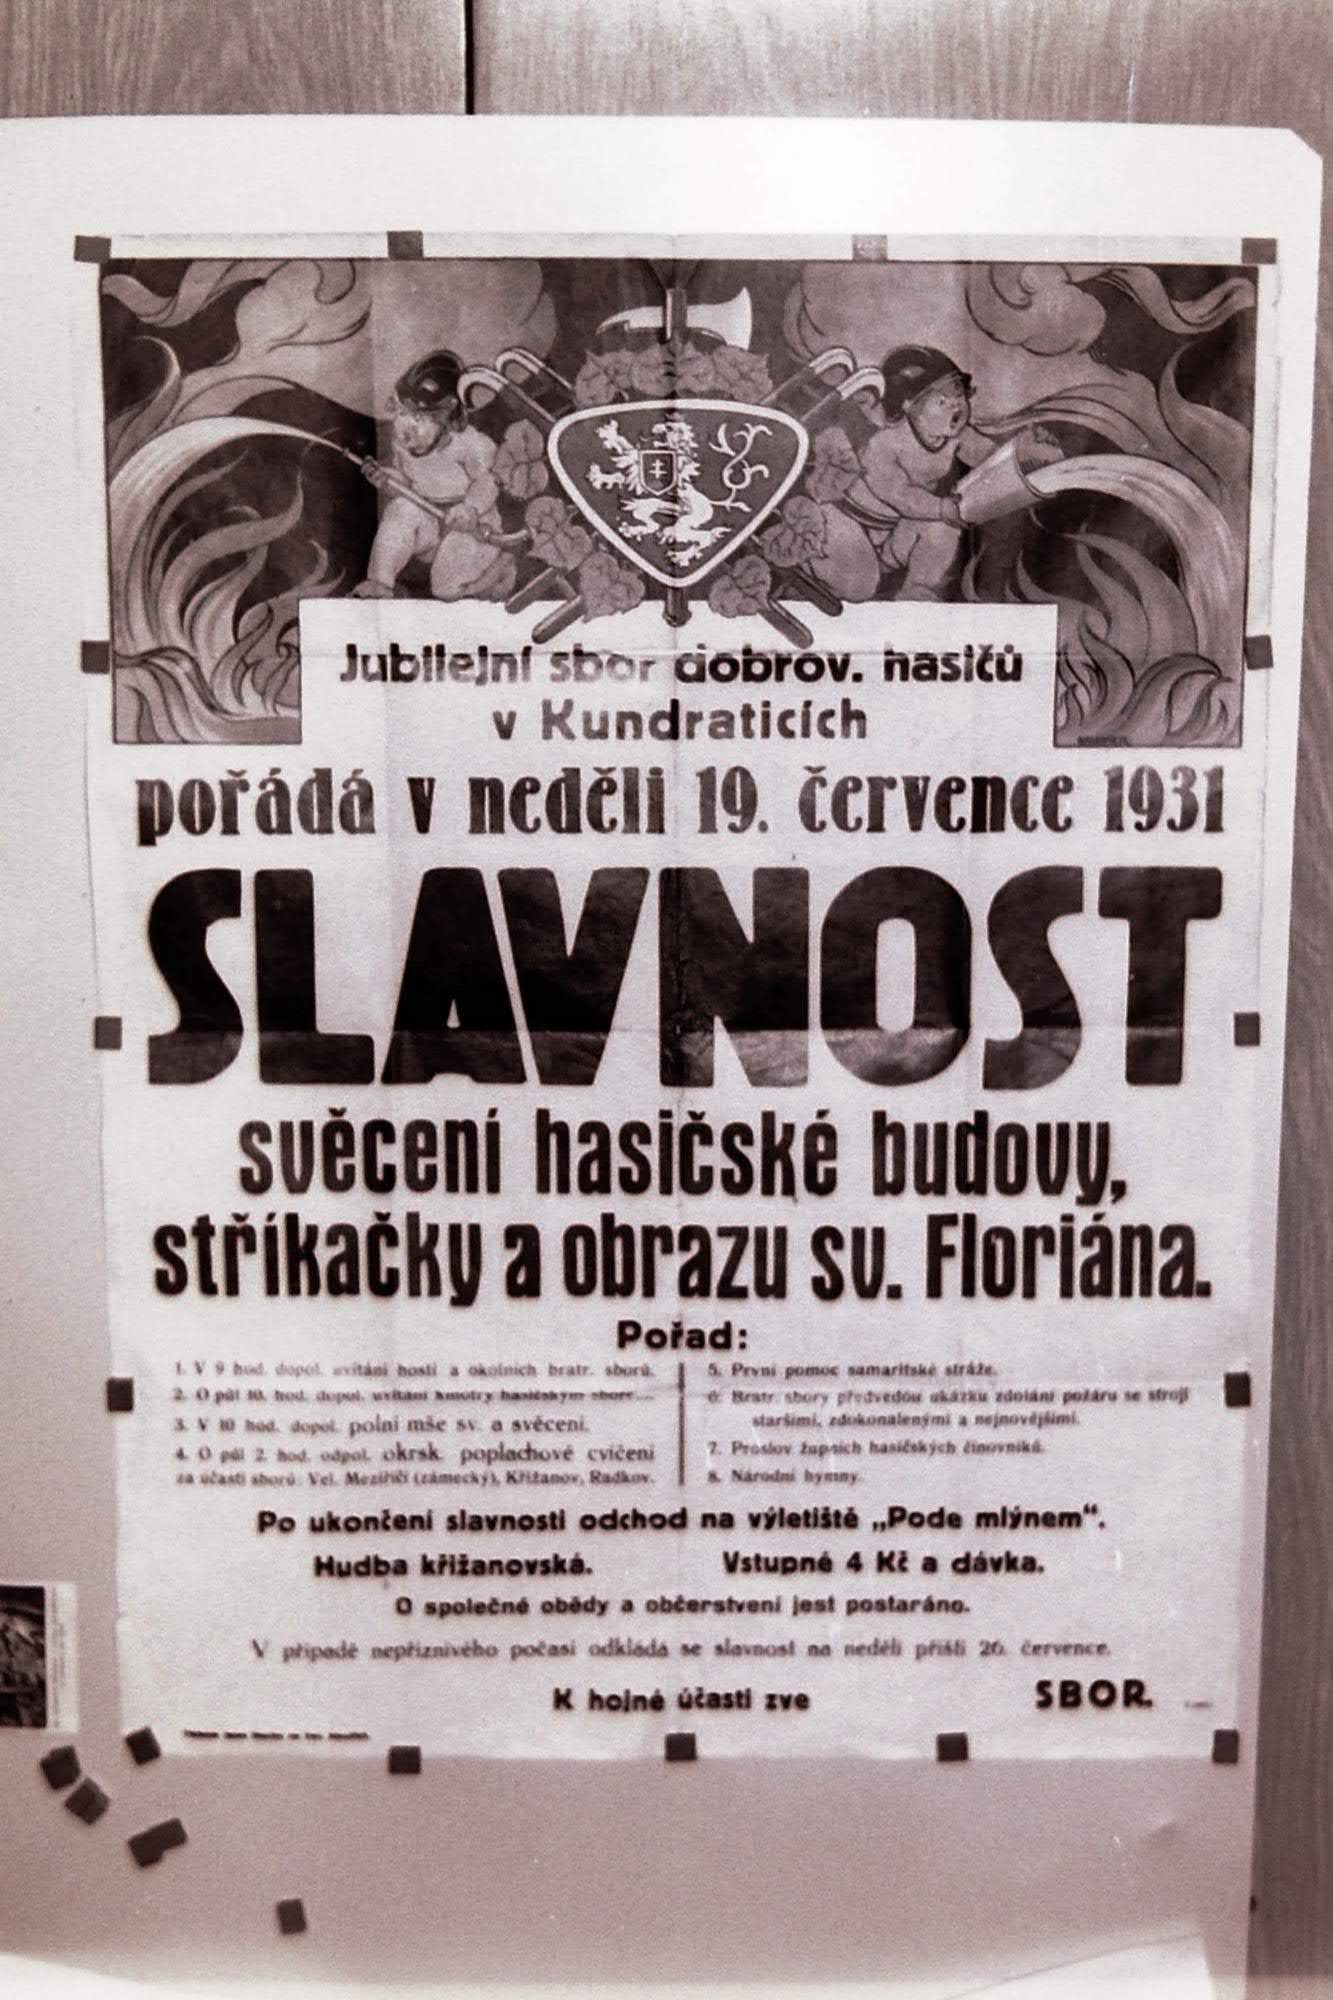 Jubilejní sbor dobrov. hasičů
v Kundraticích
pořádá v neděli 19. července 1931
SLAVNOST
svěcení hasičské budovy,
stříkačky a obrazu sv. Floriána.
Pořad:
1. V 9 hod. dopol. uvítání hostí a okolních bratr. sborů.
2. O půl 10. hod. dopol. uvítání kmotry hasičským sbore
3. V 10 hod. dopol. polní mše sv. a svěcení.
4. O půl 2. hod. odpol. okrsk. poplachové cvičení
za účasti sborů: Vel. Meziříčí (zámecký), Křižanov, Radkov.
5. První pomoc samaritské stráže.
6. Bratr. sbory předvedou ukázku zdolání požáru se stroji
staršími, zdokonalenými a nejnovějšími.
7. Proslov župních hasičských činovníků.
8. Národní hymny.
Po ukončení slavnosti odchod na výletiště „Pode mlýnem“.
Hudba křižanovská. Vstupné 4 Kč a dávka.
O společné obědy a občerstvení jest postaráno.
V případě nepříznivého počasí odkládá se slavnost na neděli příští 26. července.
K hojné účasti zve SBOR.